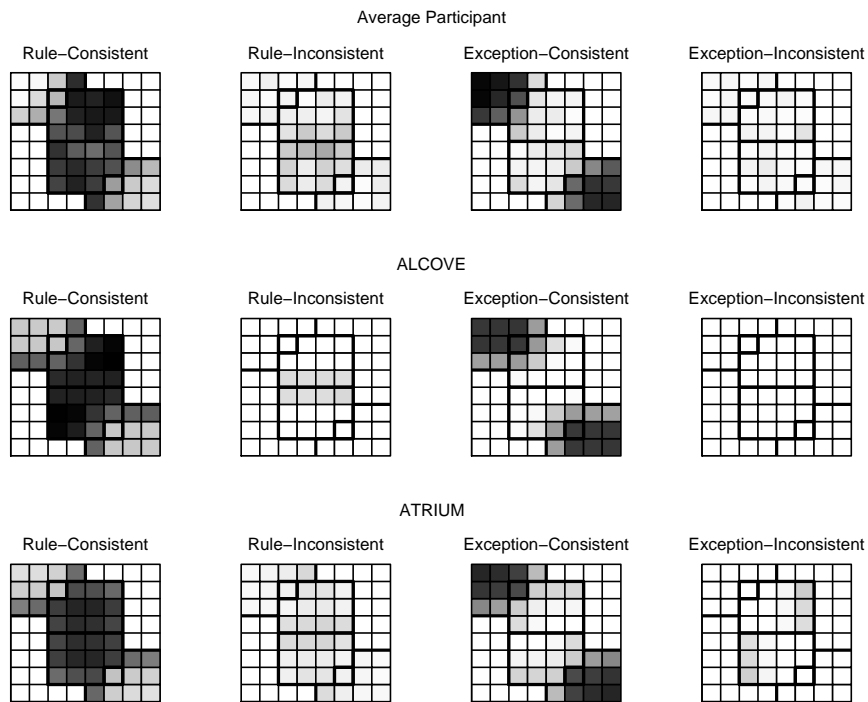 Average Participant
Rule−Consistent Rule−Inconsistent Exception−Consistent Exception−Inconsistent
ALCOVE
Rule−Consistent Rule−Inconsistent Exception−Consistent Exception−Inconsistent
ATRIUM
Rule−Consistent Rule−Inconsistent Exception−Consistent Exception−Inconsistent